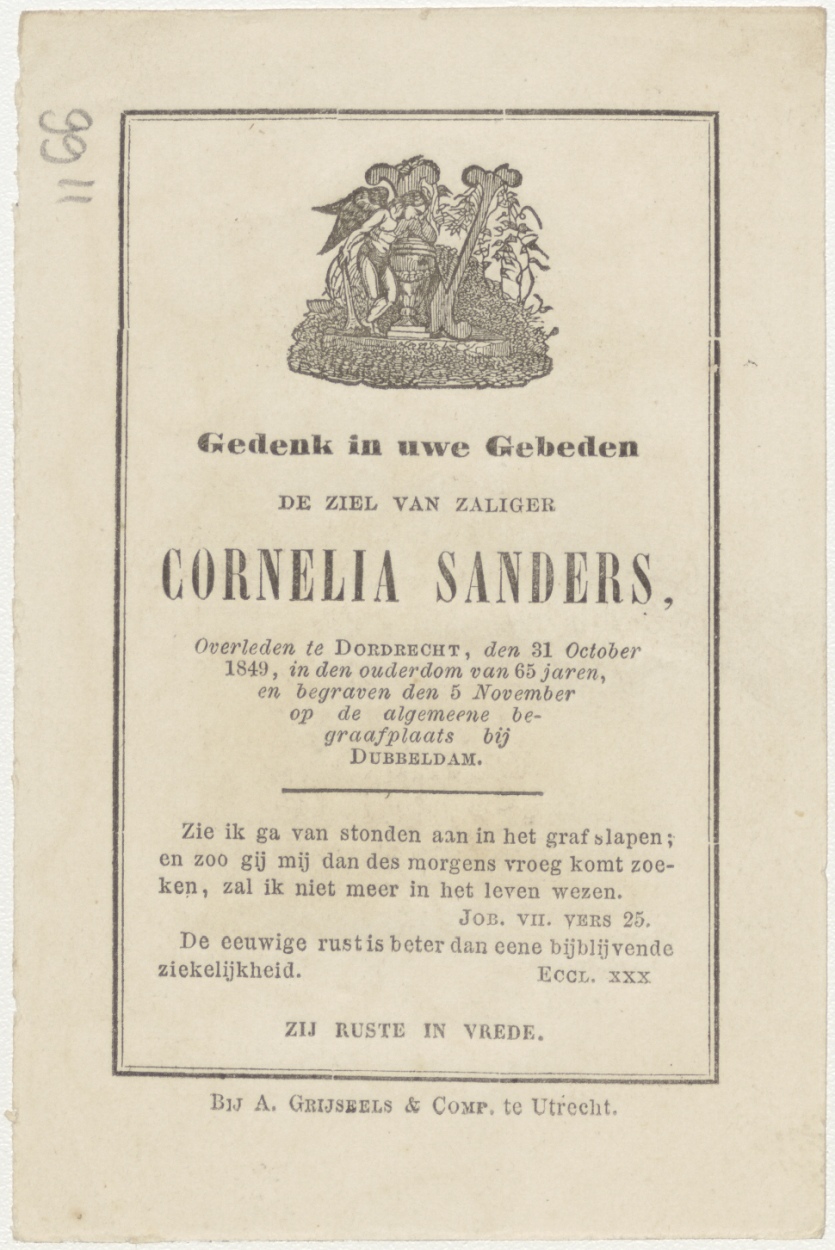 1166
Gedenk in uwe Gebeden
DE ZIEL VAN ZALIGER
CORNELIA SANDERS,
Overleden te DORDRECHT, den 31 October
1849, in den ouderdom van 65 jaren,
en begraven den 5 November
op de algemeene be-
graafplaats bij
DUBBELDAM.
Zie ik ga van stonden aan in het graf slapen;
en zoo gij mij dan des morgens vroeg komt zoe-
ken, zal ik niet meer in het leven wezen.
JOB. VII. VERS 25.
De eeuwige rust is beter dan eene bijblijvende
ziekelijkheid. ECCL. XXX
ZIJ RUSTE IN VREDE.
BIJ A. GRIJSEELS & COMP. te Utrecht.